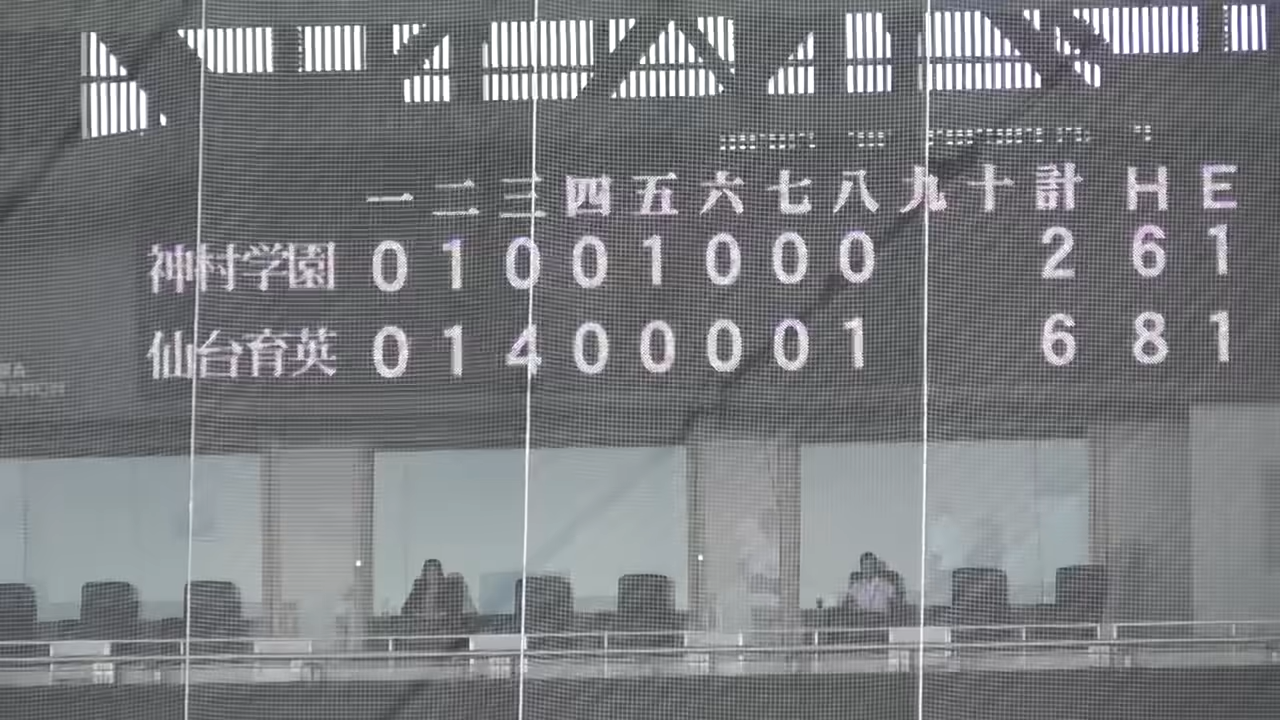 一 二 三 四 五 六 七 八 九 十 計 H E
神村学園 0 1 0 0 1 0 0 0 2 6 1
仙台育英 0 1 4 0 0 0 0 1 6 8 1